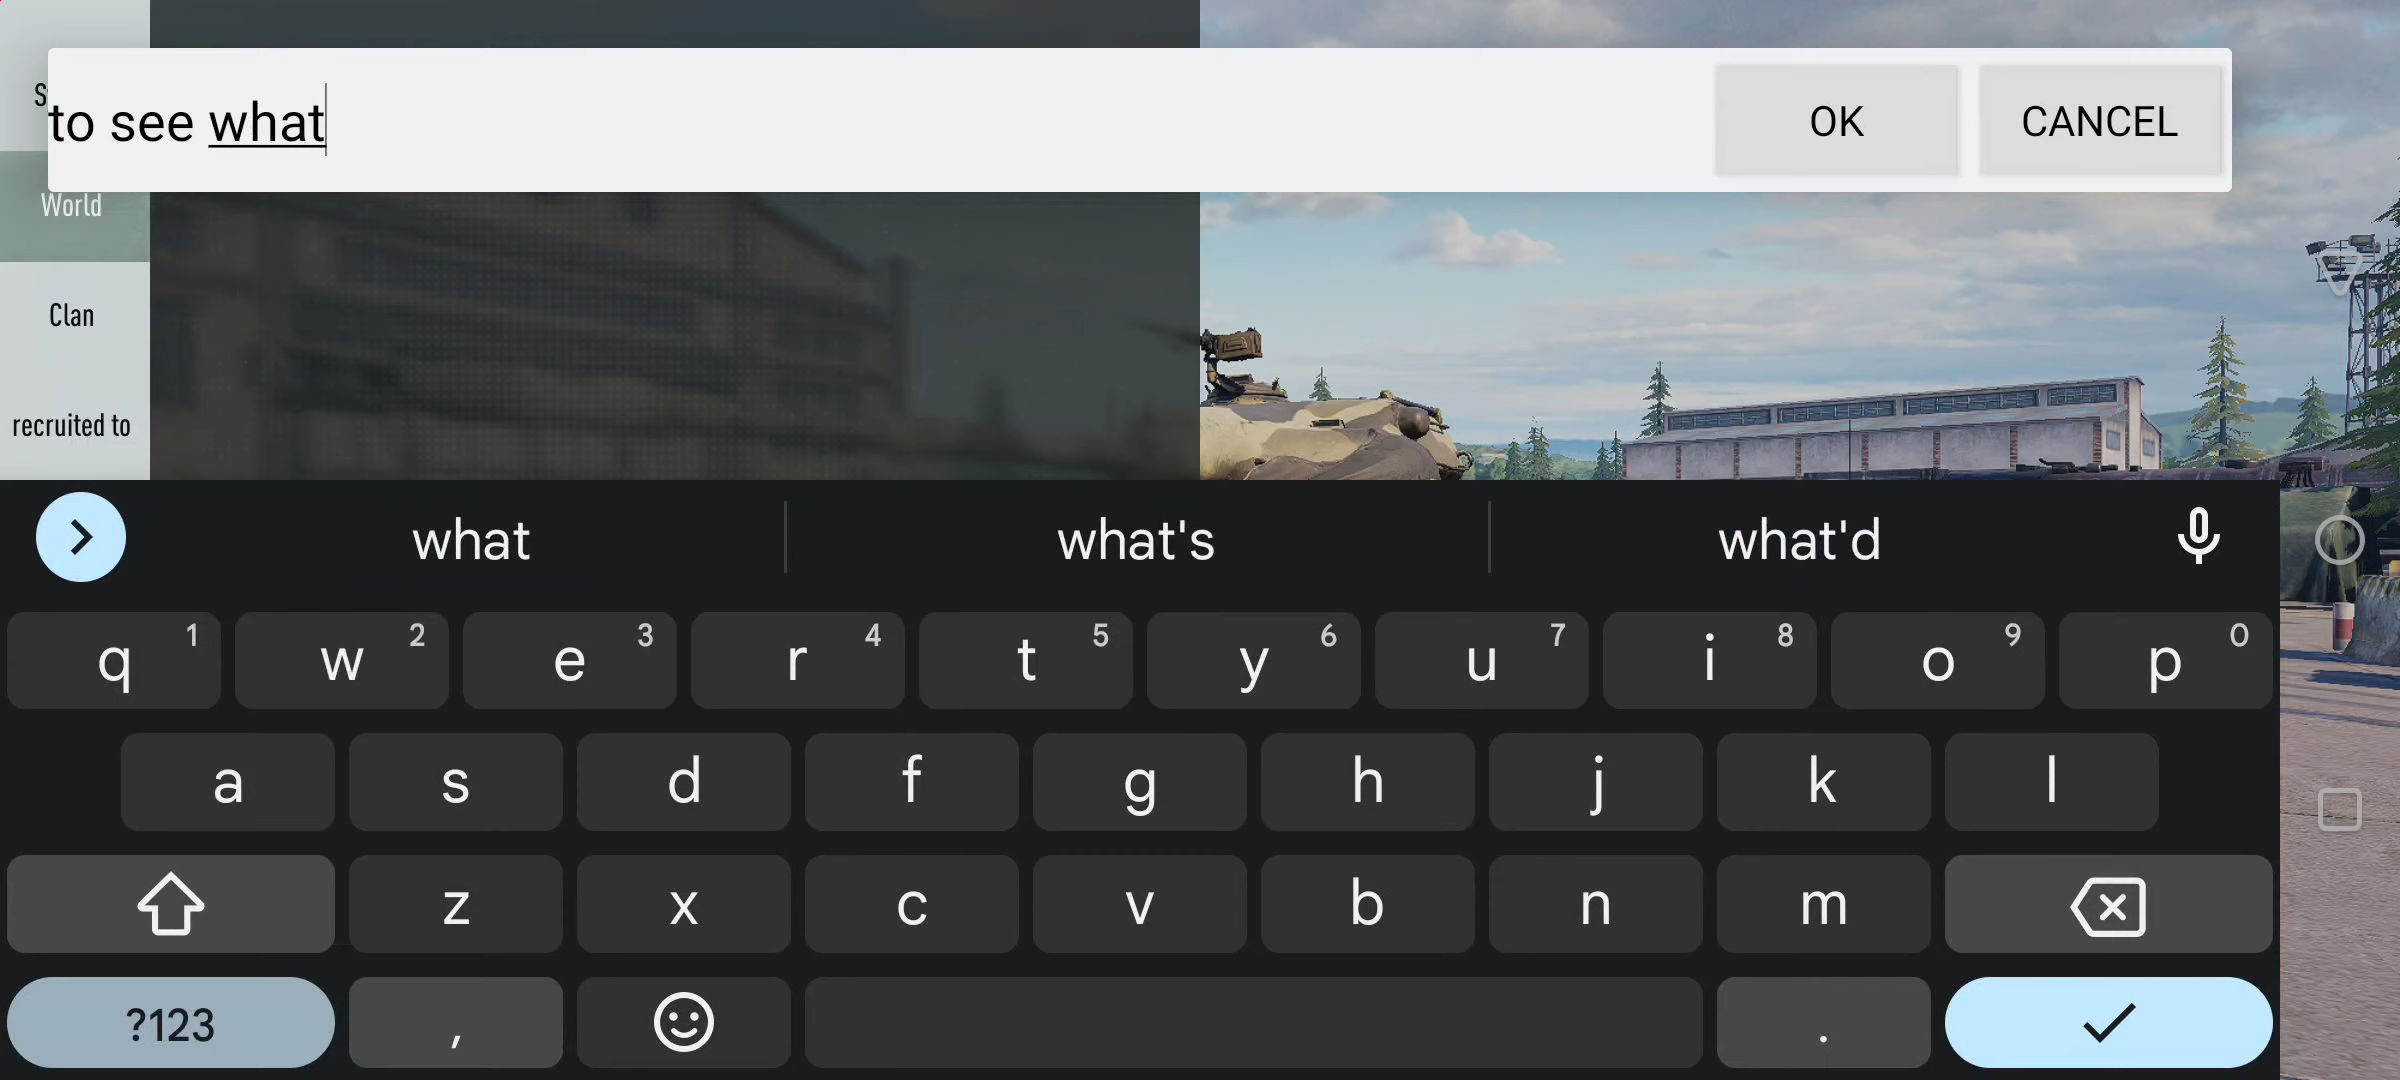 S
to see what
OK
CANCEL
World
Clan
recruited to
what
what's
what'd
q 1
w 2
e 3
r 4
t 5
y 6
u 7
i 8
o 9
p 0
a
s
d
f
g
h
j
k
l
z
x
c
v
b
n
m
?123
,
.